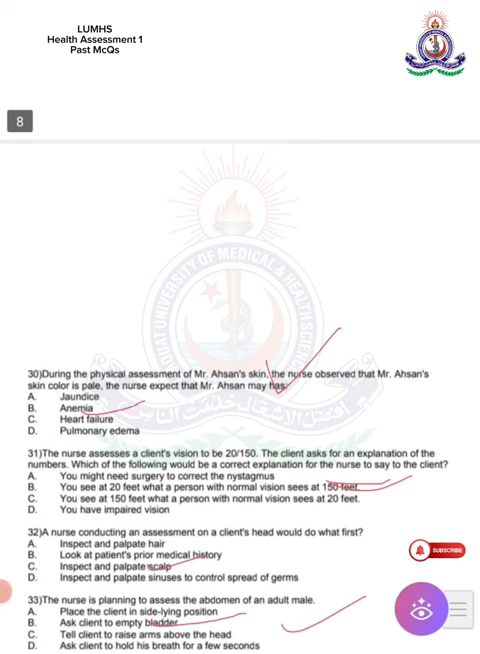 LUMHS
Health Assessment 1
Past McQs
8
30)During the physical assessment of Mr. Ahsan's skin, the nurse observed that Mr. Ahsan's
skin color is pale, the nurse expect that Mr. Ahsan may has:
A. Jaundice
B. Anemia
C. Heart failure
D. Pulmonary edema
31)The nurse assesses a client's vision to be 20/150. The client asks for an explanation of the
numbers. Which of the following would be a correct explanation for the nurse to say to the client?
A. You might need surgery to correct the nystagmus
B. You see at 20 feet what a person with normal vision sees at 150 feet.
C. You see at 150 feet what a person with normal vision sees at 20 feet.
D. You have impaired vision
32)A nurse conducting an assessment on a client's head would do what first?
A. Inspect and palpate hair
B. Look at patient's prior medical history
C. Inspect and palpate scalp
D. Inspect and palpate sinuses to control spread of germs
SUBSCRIBE
33)The nurse is planning to assess the abdomen of an adult male.
A. Place the client in side-lying position
B. Ask client to empty bladder
C. Tell client to raise arms above the head
D. Ask client to hold his breath for a few seconds